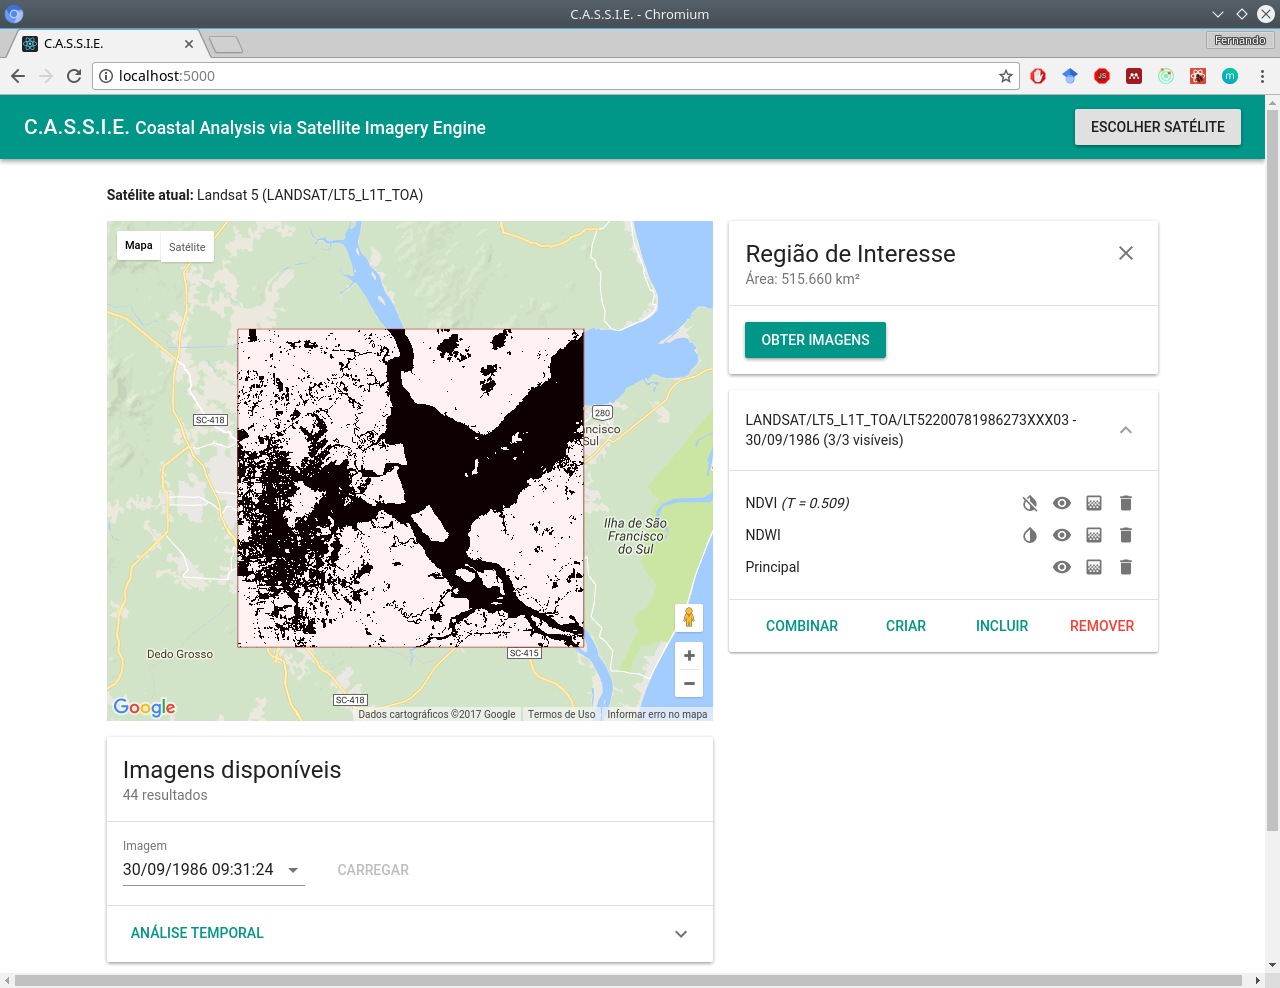 C.A.S.S.I.E. - Chromium
C.A.S.S.I.E.
Fernando
localhost:5000
C.A.S.S.I.E. Coastal Analysis via Satellite Imagery Engine
ESCOLHER SATÉLITE
Satélite atual: Landsat 5 (LANDSAT/LT5_L1T_TOA)
Mapa
Satélite
SC-418
280
ncisco
Sul
Ilha de São
Francisco
do Sul
Dedo Grosso
SC-415
SC-418
Google
Dados cartográficos ©2017 Google
Termos de Uso
Informar erro no mapa
Região de Interesse
Área: 515.660 km²
OBTER IMAGENS
LANDSAT/LT5_L1T_TOA/LT52200781986273XXX03 -
30/09/1986 (3/3 visíveis)
NDVI (T = 0.509)
NDWI
Principal
COMBINAR
CRIAR
INCLUIR
REMOVER
Imagens disponíveis
44 resultados
Imagem
30/09/1986 09:31:24
CARREGAR
ANÁLISE TEMPORAL